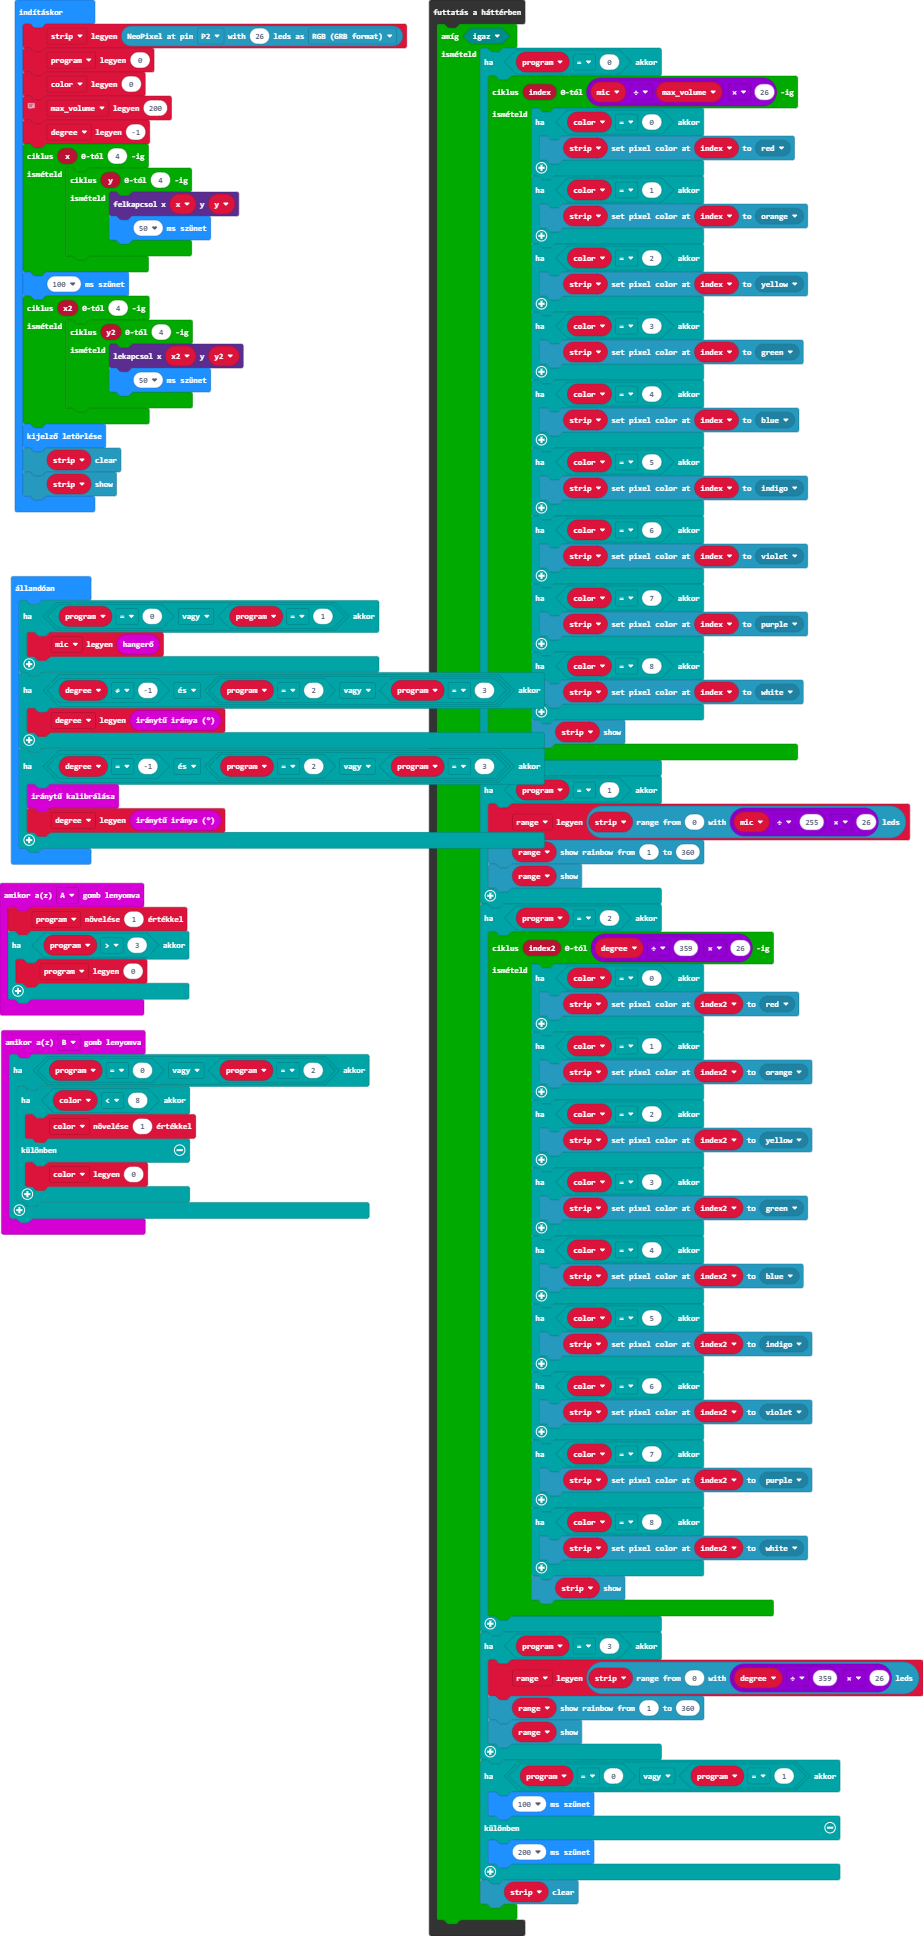 indításkor
strip legyen NeoPixel at pin P2 with 26 leds as RGB (GRB format)
program legyen 0
color legyen 0
max_volume legyen 200
degree legyen -1
ciklus x 0-tól 4 -ig
ismételd
ciklus y 0-tól 4 -ig
ismételd
felkapcsol x x y y
50 ms szünet
100 ms szünet
ciklus x2 0-tól 4 -ig
ismételd
ciklus y2 0-tól 4 -ig
ismételd
lekapcsol x x2 y y2
50 ms szünet
kijelző letörlése
strip clear
strip show
állandóan
ha program = 0 vagy program = 1 akkor
mic legyen hangerő
ha degree ≠ -1 és program = 2 vagy program = 3 akkor
degree legyen iránytű iránya (°)
ha degree = -1 és program = 2 vagy program = 3 akkor
iránytű kalibrálása
degree legyen iránytű iránya (°)
amikor a(z) A gomb lenyomva
program növelése 1 értékkel
ha program > 3 akkor
program legyen 0
amikor a(z) B gomb lenyomva
ha program = 0 vagy program = 2 akkor
ha color < 8 akkor
color növelése 1 értékkel
különben
color legyen 0
futtatás a háttérben
amíg igaz
ismételd
ha program = 0 akkor
ciklus index 0-tól mic ÷ max_volume × 26 -ig
ismételd
ha color = 0 akkor
strip set pixel color at index to red
ha color = 1 akkor
strip set pixel color at index to orange
ha color = 2 akkor
strip set pixel color at index to yellow
ha color = 3 akkor
strip set pixel color at index to green
ha color = 4 akkor
strip set pixel color at index to blue
ha color = 5 akkor
strip set pixel color at index to indigo
ha color = 6 akkor
strip set pixel color at index to violet
ha color = 7 akkor
strip set pixel color at index to purple
ha color = 8 akkor
strip set pixel color at index to white
strip show
ha program = 1 akkor
range legyen strip range from 0 with mic ÷ 255 × 26 leds
range show rainbow from 1 to 360
range show
ha program = 2 akkor
ciklus index2 0-tól degree ÷ 359 × 26 -ig
ismételd
ha color = 0 akkor
strip set pixel color at index2 to red
ha color = 1 akkor
strip set pixel color at index2 to orange
ha color = 2 akkor
strip set pixel color at index2 to yellow
ha color = 3 akkor
strip set pixel color at index2 to green
ha color = 4 akkor
strip set pixel color at index2 to blue
ha color = 5 akkor
strip set pixel color at index2 to indigo
ha color = 6 akkor
strip set pixel color at index2 to violet
ha color = 7 akkor
strip set pixel color at index2 to purple
ha color = 8 akkor
strip set pixel color at index2 to white
strip show
ha program = 3 akkor
range legyen strip range from 0 with degree ÷ 359 × 26 leds
range show rainbow from 1 to 360
range show
ha program = 0 vagy program = 1 akkor
100 ms szünet
különben
200 ms szünet
strip clear